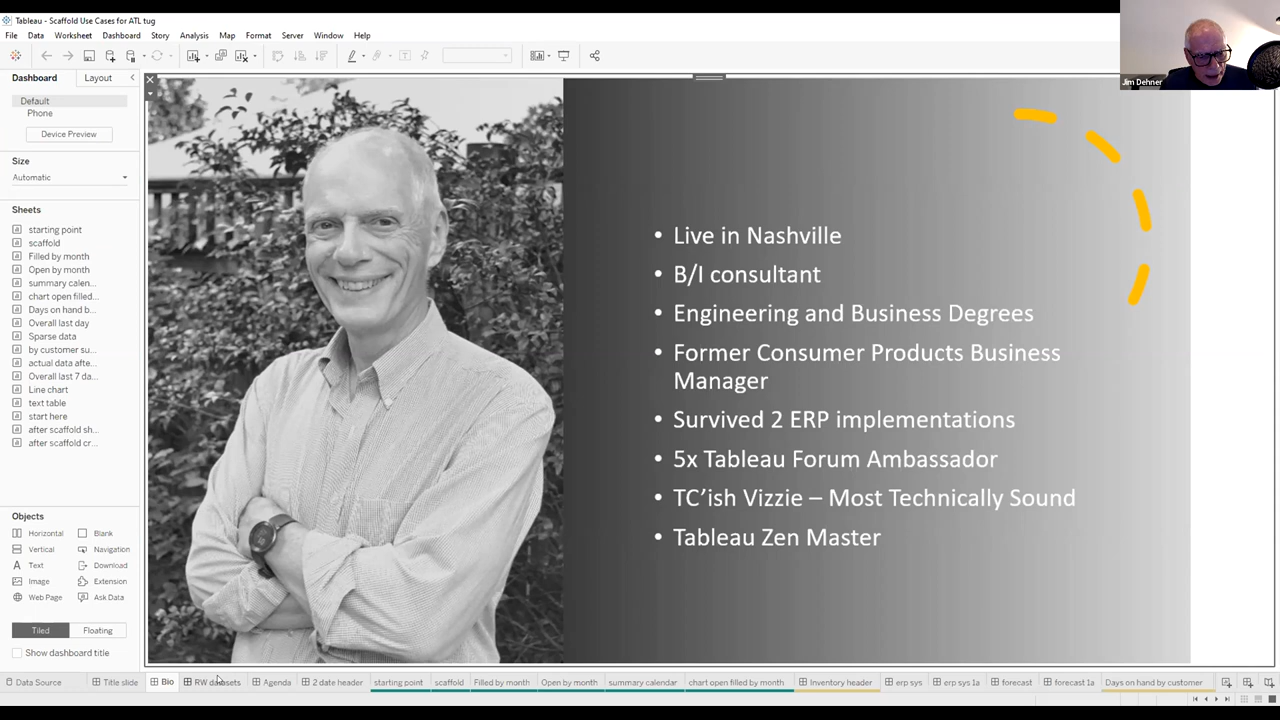 Tableau - Scaffold Use Cases for ATL tug
File Data Worksheet Dashboard Story Analysis Map Format Server Window Help
Jim Dehner
Dashboard Layout
Default
Phone
Device Preview
Size
Automatic
Sheets
starting point
scaffold
Filled by month
Open by month
summary calen...
chart open filled...
Days on hand b...
Overall last day
Sparse data
by customer su...
actual data afte...
Overall last 7 da...
Line chart
text table
start here
after scaffold sh...
after scaffold cr...
Objects
Horizontal Blank
Vertical Navigation
Text Download
Image Extension
Web Page Ask Data
Tiled Floating
Show dashboard title
• Live in Nashville
• B/I consultant
• Engineering and Business Degrees
• Former Consumer Products Business
Manager
• Survived 2 ERP implementations
• 5x Tableau Forum Ambassador
• TC’ish Vizzie – Most Technically Sound
• Tableau Zen Master
Data Source Title slide Bio RW datasets Agenda 2 date header starting point scaffold Filled by month Open by month summary calendar chart open filled by month Inventory header erp sys erp sys 1a forecast forecast 1a Days on hand by customer